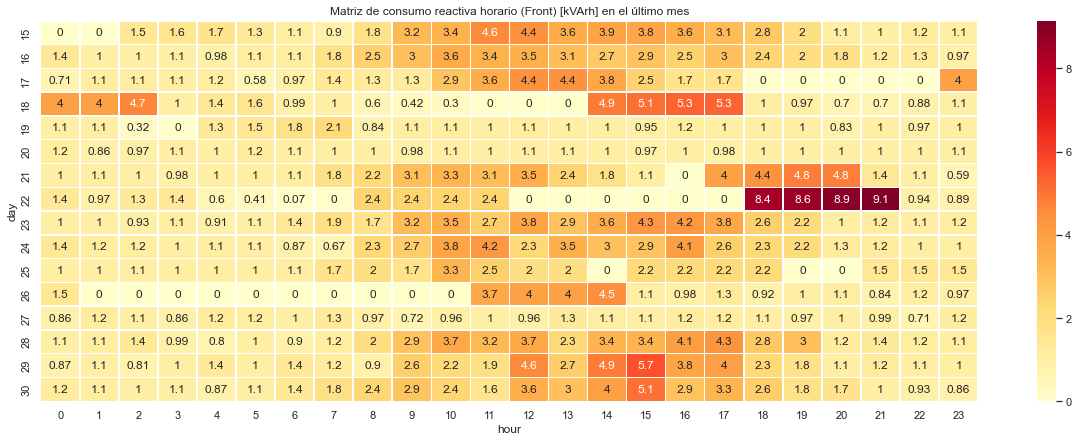 Matriz de consumo reactiva horario (Front) [kVArh] en el último mes
15 0 0 1.5 1.6 1.7 1.3 1.1 0.9 1.8 3.2 3.4 4.6 4.4 3.6 3.9 3.8 3.6 3.1 2.8 2 1.1 1 1.2 1.1
16 1.4 1 1 1.1 0.98 1.1 1.1 1.8 2.5 3 3.6 3.4 3.5 3.1 2.7 2.9 2.5 3 2.4 2 1.8 1.2 1.3 0.97
17 0.71 1.1 1.1 1.1 1.2 0.58 0.97 1.4 1.3 1.3 2.9 3.6 4.4 4.4 3.8 2.5 1.7 1.7 0 0 0 0 0 4
18 4 4 4.7 1 1.4 1.6 0.99 1 0.6 0.42 0.3 0 0 0 4.9 5.1 5.3 5.3 1 0.97 0.7 0.7 0.88 1.1
19 1.1 1.1 0.32 0 1.3 1.5 1.8 2.1 0.84 1.1 1.1 1 1.1 1 1 0.95 1.2 1 1 1 0.83 1 0.97 1
20 1.2 0.86 0.97 1.1 1 1.2 1.1 1 1 0.98 1.1 1 1.1 1.1 1 0.97 1 0.98 1 1 1 1 1 1.1
21 1 1.1 1 0.98 1 1 1.1 1.8 2.2 3.1 3.3 3.1 3.5 2.4 1.8 1.1 0 4 4.4 4.8 4.8 1.4 1.1 0.59
22 1.4 0.97 1.3 1.4 0.6 0.41 0.07 0 2.4 2.4 2.4 2.4 0 0 0 0 0 0 8.4 8.6 8.9 9.1 0.94 0.89
23 1 1 0.93 1.1 0.91 1.1 1.4 1.9 1.7 3.2 3.5 2.7 3.8 2.9 3.6 4.3 4.2 3.8 2.6 2.2 1 1.2 1.1 1.2
24 1.4 1.2 1.2 1 1.1 1.1 0.87 0.67 2.3 2.7 3.8 4.2 2.3 3.5 3 2.9 4.1 2.6 2.3 2.2 1.3 1.2 1 1
25 1 1 1.1 1 1 1 1.1 1.7 2 1.7 3.3 2.5 2 2 0 2.2 2.2 2.2 2.2 0 0 1.5 1.5 1.5
26 1.5 0 0 0 0 0 0 0 0 0 0 3.7 4 4 4.5 1.1 0.98 1.3 0.92 1 1.1 0.84 1.2 0.97
27 0.86 1.2 1.1 0.86 1.2 1.2 1 1.3 0.97 0.72 0.96 1 0.96 1.3 1.1 1.1 1.2 1.2 1.1 0.97 1 0.99 0.71 1.2
28 1.1 1.1 1.4 0.99 0.8 1 0.9 1.2 2 2.9 3.7 3.2 3.7 2.3 3.4 3.4 4.1 4.3 2.8 3 1.2 1.4 1.2 1.1
29 0.87 1.1 0.81 1 1.4 1 1.4 1.2 0.9 2.6 2.2 1.9 4.6 2.7 4.9 5.7 3.8 4 2.3 1.8 1.1 1.2 1.1 1
30 1.2 1.1 1 1.1 0.87 1.1 1.4 1.8 2.4 2.9 2.4 1.6 3.6 3 4 5.1 2.9 3.3 2.6 1.8 1.7 1 0.93 0.86
0 1 2 3 4 5 6 7 8 9 10 11 12 13 14 15 16 17 18 19 20 21 22 23
hour
day
8
6
4
2
0